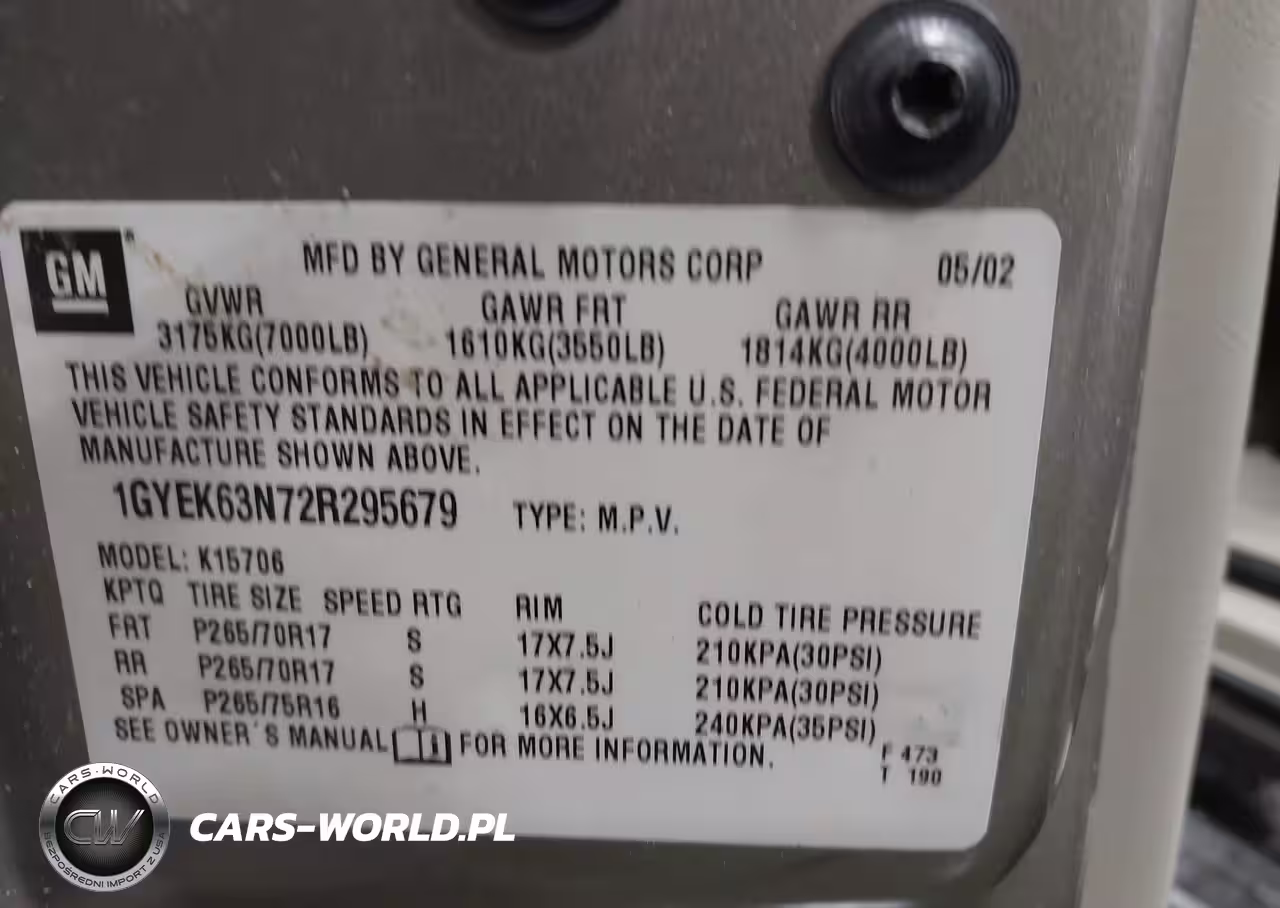 GM
MFD BY GENERAL MOTORS CORP 05/02
GVWR GAWR FRT GAWR RR
3175KG(7000LB) 1610KG(3550LB) 1814KG(4000LB)
THIS VEHICLE CONFORMS TO ALL APPLICABLE U.S. FEDERAL MOTOR
VEHICLE SAFETY STANDARDS IN EFFECT ON THE DATE OF
MANUFACTURE SHOWN ABOVE.
1GYEK63N72R295679 TYPE: M.P.V.
MODEL: K15706
KPTQ TIRE SIZE SPEED RTG RIM COLD TIRE PRESSURE
FRT P265/70R17 S 17X7.5J 210KPA(30PSI)
RR P265/70R17 S 17X7.5J 210KPA(30PSI)
SPA P265/75R16 H 16X6.5J 240KPA(35PSI)
SEE OWNER'S MANUAL FOR MORE INFORMATION.
F 473
T 190
CARS-WORLD
CW
BEZPOŚREDNI IMPORT Z USA
CARS-WORLD.PL